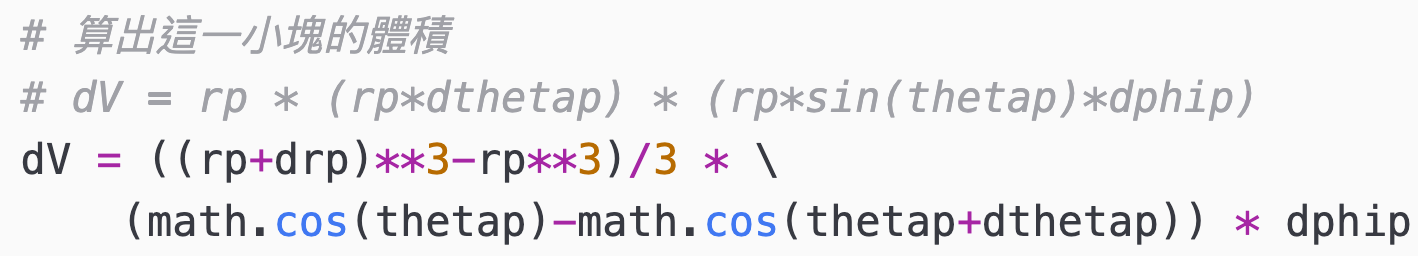 # 算出這一小塊的體積
# dV = rp * (rp*dthetap) * (rp*sin(thetap)*dphip)
dV = ((rp+drp)**3-rp**3)/3 * \
(math.cos(thetap)-math.cos(thetap+dthetap)) * dphip